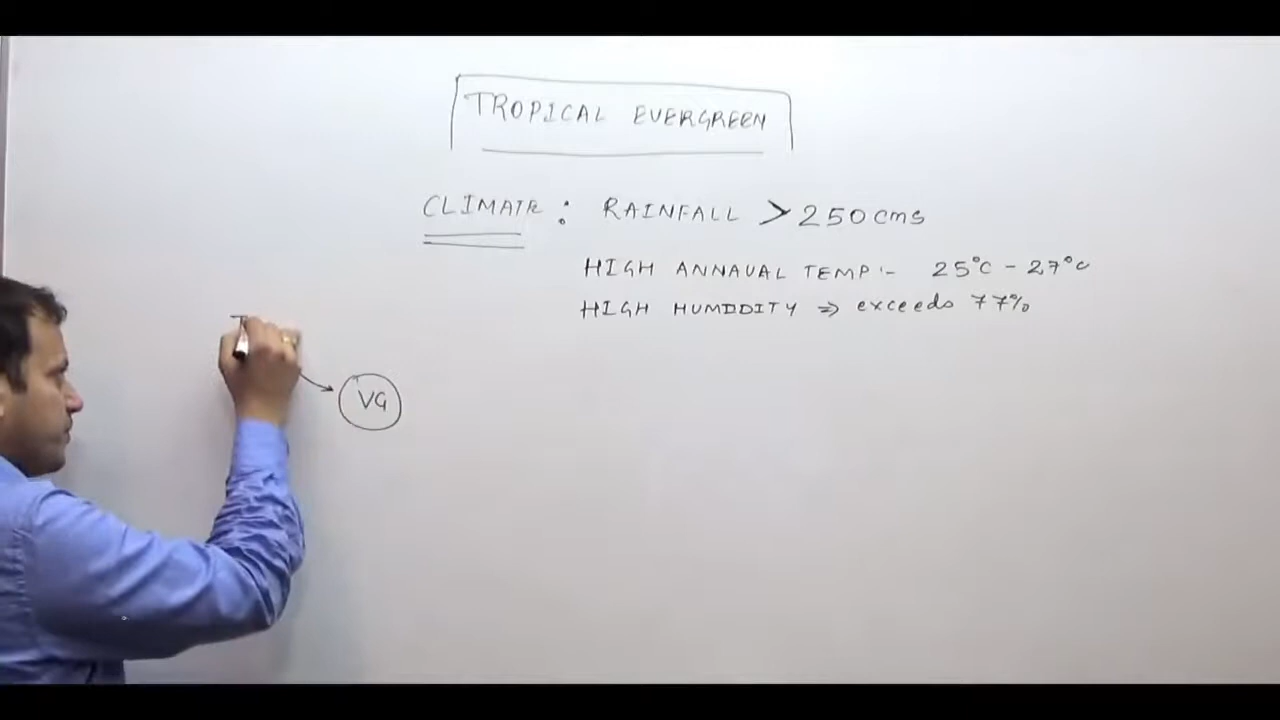 TROPICAL EVERGREEN
CLIMATE : RAINFALL > 250 cms
HIGH ANNAUAL TEMP :- 25°C - 27°C
HIGH HUMIDITY ⇒ exceeds 77%
T
VG